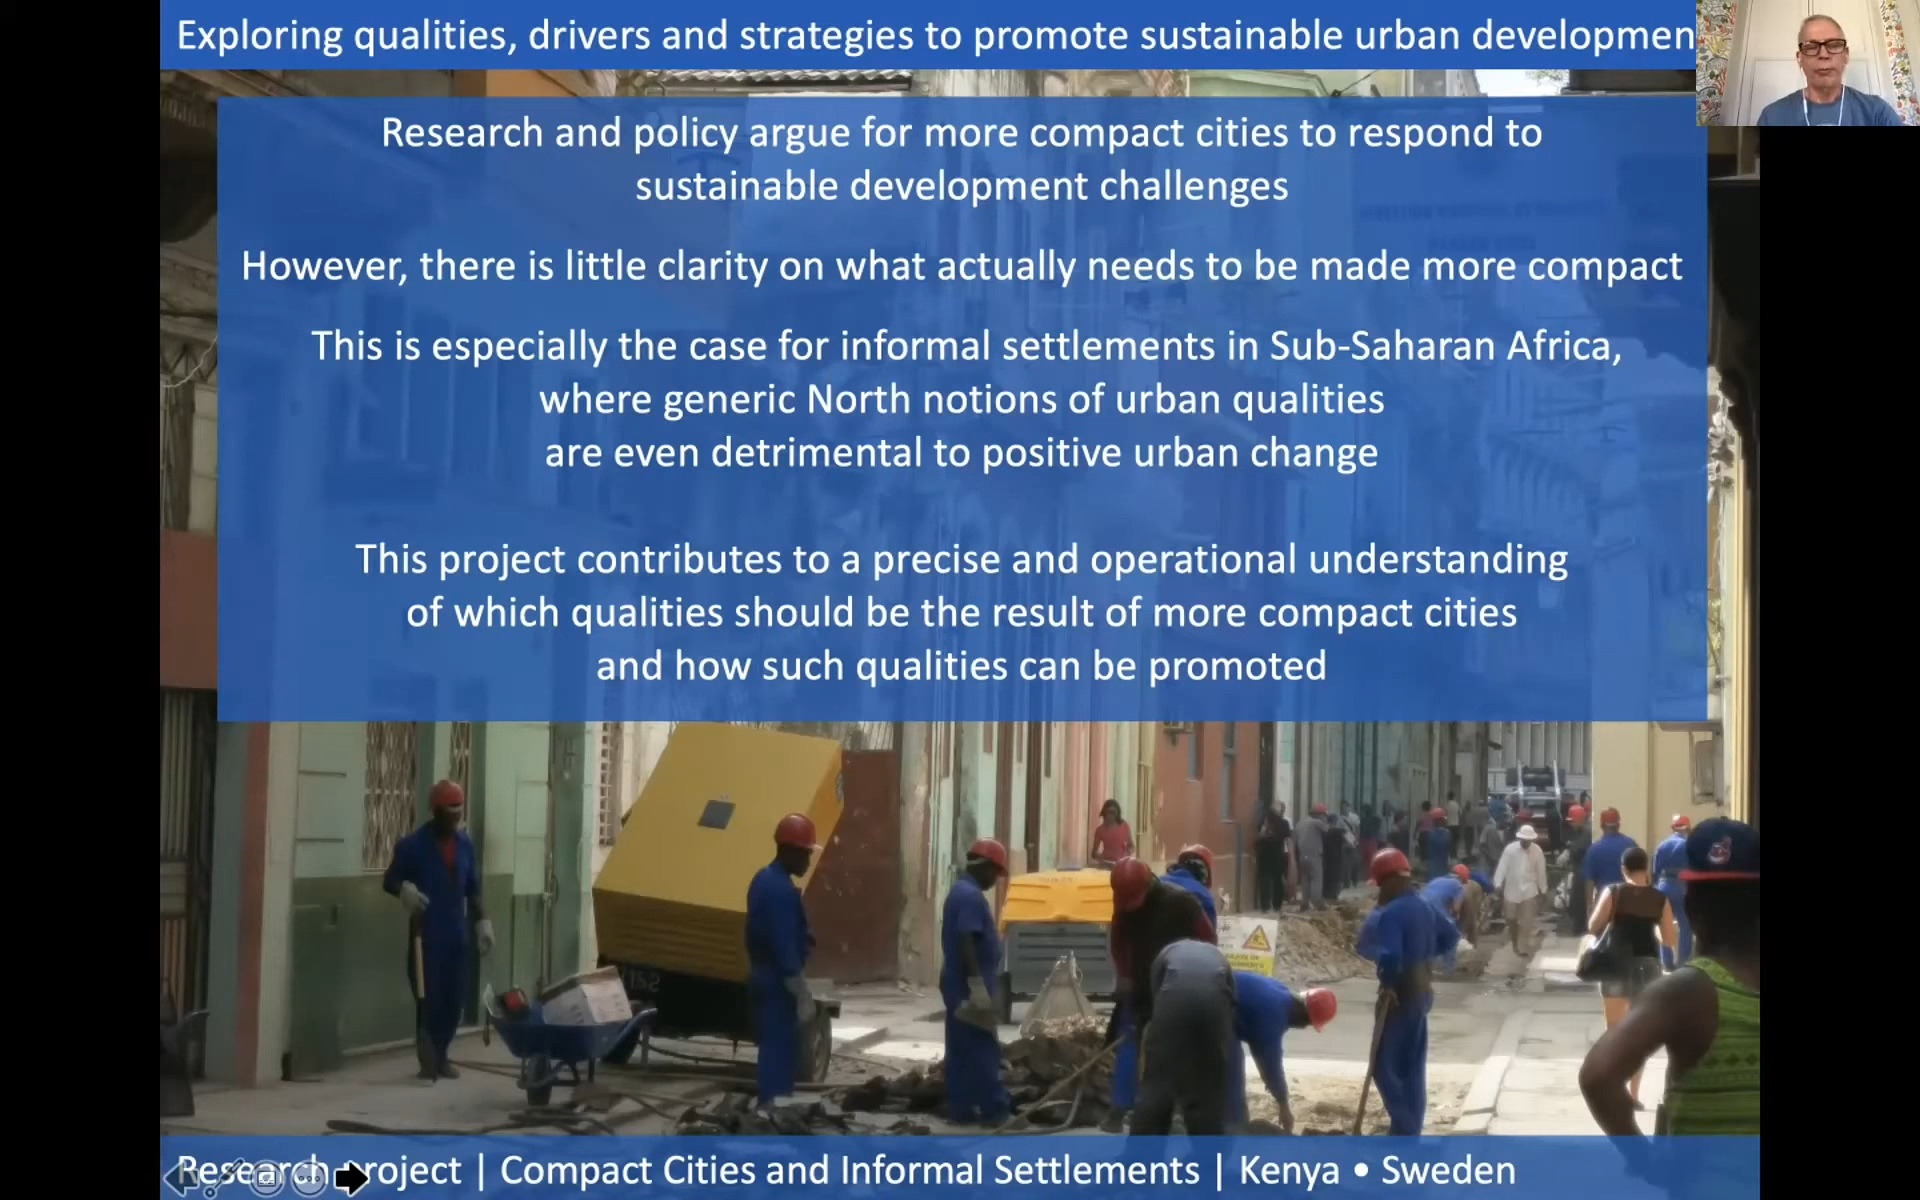 Exploring qualities, drivers and strategies to promote sustainable urban developmen
Research and policy argue for more compact cities to respond to
sustainable development challenges
However, there is little clarity on what actually needs to be made more compact
This is especially the case for informal settlements in Sub-Saharan Africa,
where generic North notions of urban qualities
are even detrimental to positive urban change
This project contributes to a precise and operational understanding
of which qualities should be the result of more compact cities
and how such qualities can be promoted
152
Research project | Compact Cities and Informal Settlements | Kenya • Sweden